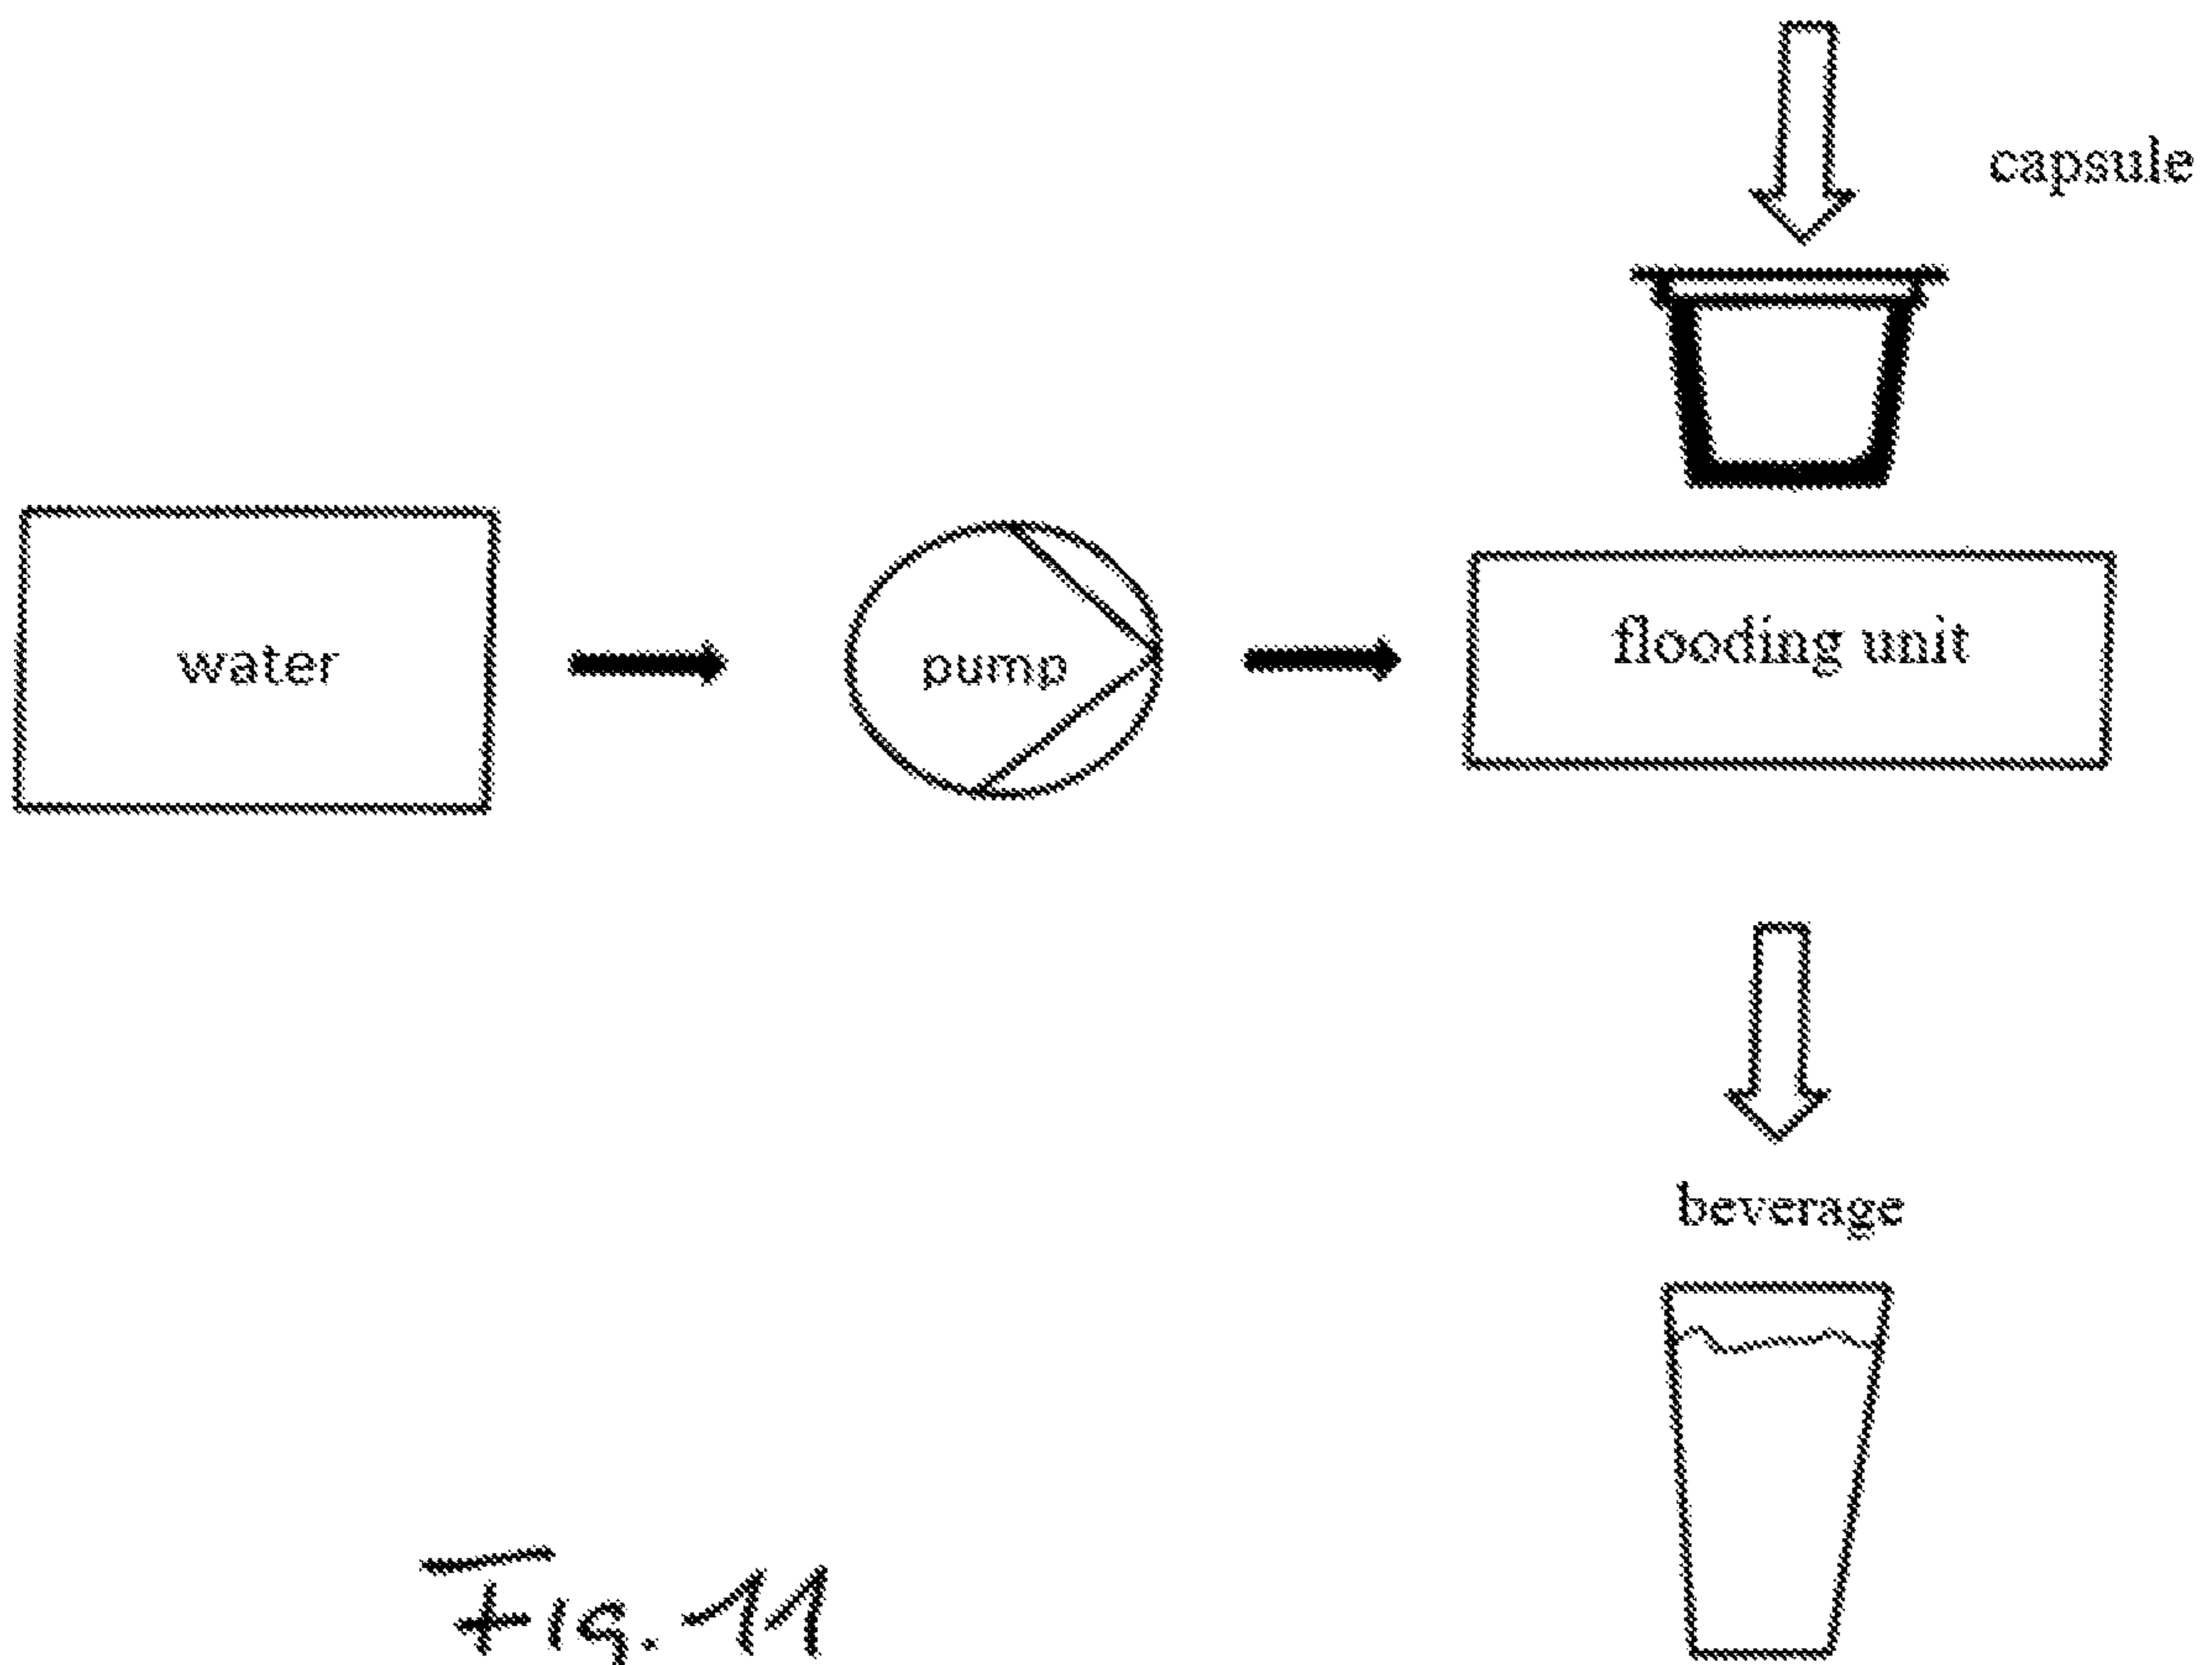 capsule
water
pump
flooding unit
beverage
Fig. 11